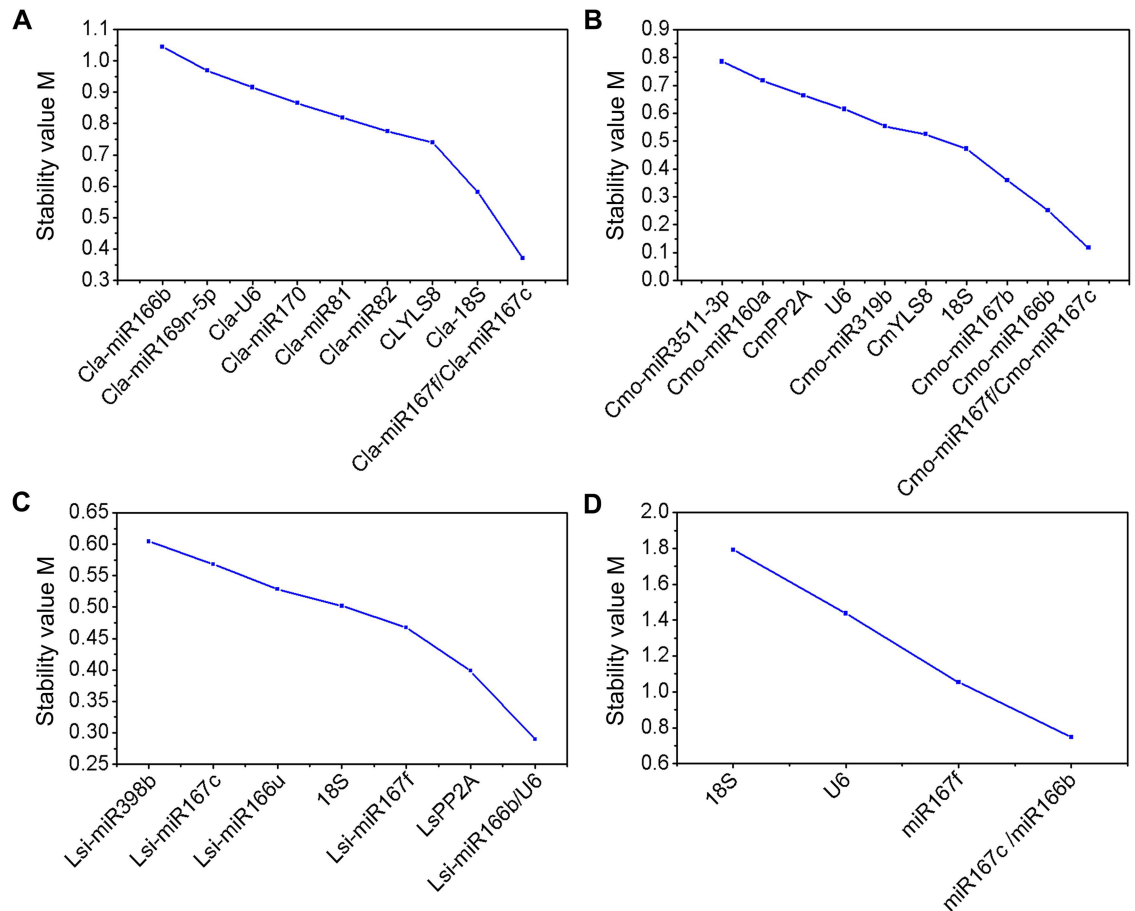 A
Stability value M
1.1
1.0
0.9
0.8
0.7
0.6
0.5
0.4
0.3
Cla-miR166b
Cla-miR169n-5p
Cla-U6
Cla-miR170
Cla-miR81
Cla-miR82
CLYLS8
Cla-18S
Cla-miR167f/Cla-miR167c
B
Stability value M
0.9
0.8
0.7
0.6
0.5
0.4
0.3
0.2
0.1
0.0
Cmo-miR3511-3p
Cmo-miR160a
CmPP2A
U6
Cmo-miR319b
CmYLS8
18S
Cmo-miR167b
Cmo-miR166b
Cmo-miR167f/Cmo-miR167c
C
Stability value M
0.65
0.60
0.55
0.50
0.45
0.40
0.35
0.30
0.25
Lsi-miR398b
Lsi-miR167c
Lsi-miR166u
18S
Lsi-miR167f
LsPP2A
Lsi-miR166b/U6
D
Stability value M
2.0
1.8
1.6
1.4
1.2
1.0
0.8
0.6
18S
U6
miR167f
miR167c /miR166b